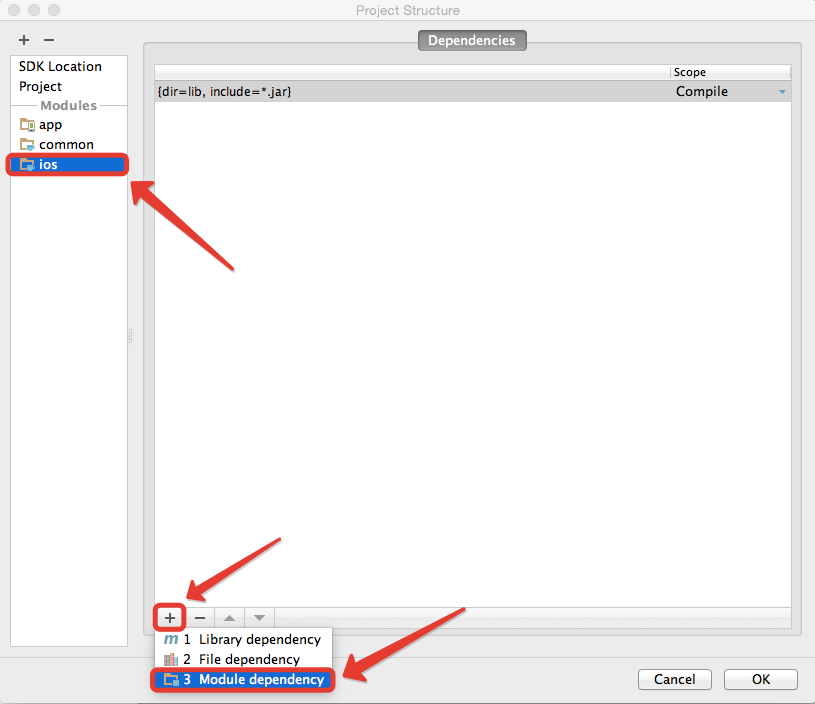 Project Structure
+ −
SDK Location
Project
Modules
app
common
ios
Dependencies
Scope
{dir=lib, include=*.jar}
Compile
+ −
m 1 Library dependency
2 File dependency
3 Module dependency
Cancel
OK